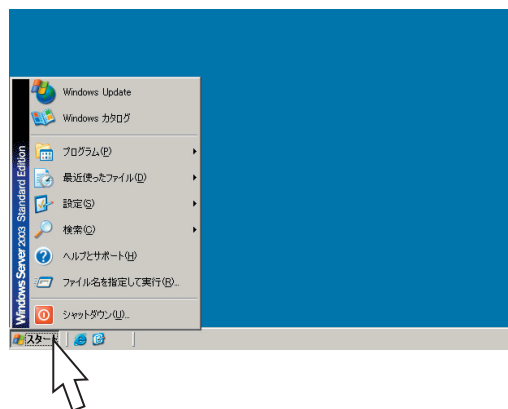 Windows Update
Windows カタログ
プログラム(P)
最近使ったファイル(D)
設定(S)
検索(C)
ヘルプとサポート(H)
ファイル名を指定して実行(R)...
シャットダウン(U)...
Windows Server 2003 Standard Edition
スタート